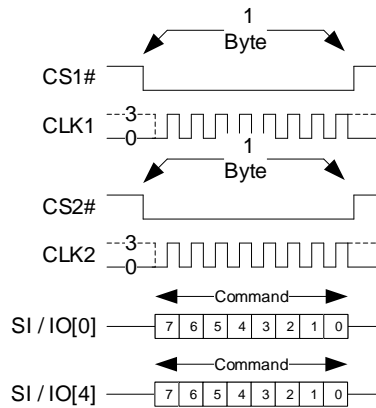 1
Byte
CS1#
3
CLK1
0
1
Byte
CS2#
3
CLK2
0
Command
SI / IO[0] 7 6 5 4 3 2 1 0
Command
SI / IO[4] 7 6 5 4 3 2 1 0